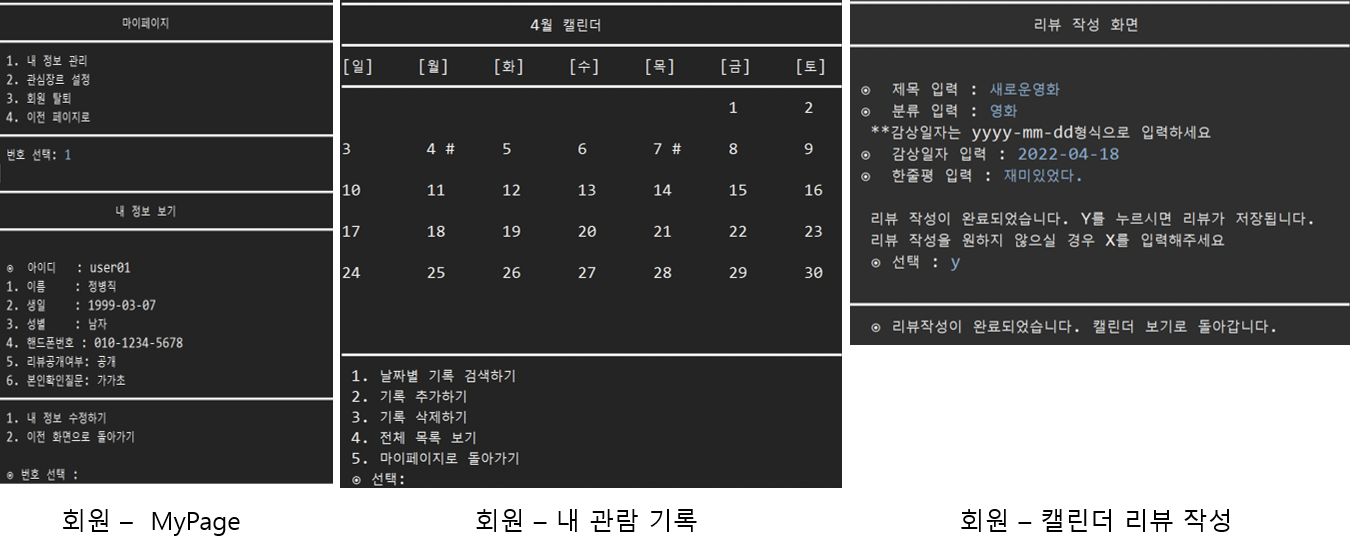 마이페이지
1. 내 정보 관리
2. 관심장르 설정
3. 회원 탈퇴
4. 이전 페이지로
번호 선택: 1
내 정보 보기
⊙ 아이디 : user01
1. 이름 : 정병직
2. 생일 : 1999-03-07
3. 성별 : 남자
4. 핸드폰번호 : 010-1234-5678
5. 리뷰공개여부: 공개
6. 본인확인질문: 가가초
1. 내 정보 수정하기
2. 이전 화면으로 돌아가기
⊙ 번호 선택 :
회원 – MyPage
4월 캘린더
[일] [월] [화] [수] [목] [금] [토]
1 2
3 4 # 5 6 7 # 8 9
10 11 12 13 14 15 16
17 18 19 20 21 22 23
24 25 26 27 28 29 30
1. 날짜별 기록 검색하기
2. 기록 추가하기
3. 기록 삭제하기
4. 전체 목록 보기
5. 마이페이지로 돌아가기
⊙ 선택:
회원 – 내 관람 기록
리뷰 작성 화면
⊙ 제목 입력 : 새로운영화
⊙ 분류 입력 : 영화
**감상일자는 yyyy-mm-dd형식으로 입력하세요
⊙ 감상일자 입력 : 2022-04-18
⊙ 한줄평 입력 : 재미있었다.
리뷰 작성이 완료되었습니다. Y를 누르시면 리뷰가 저장됩니다.
리뷰 작성을 원하지 않으실 경우 X를 입력해주세요
⊙ 선택 : y
⊙ 리뷰작성이 완료되었습니다. 캘린더 보기로 돌아갑니다.
회원 – 캘린더 리뷰 작성